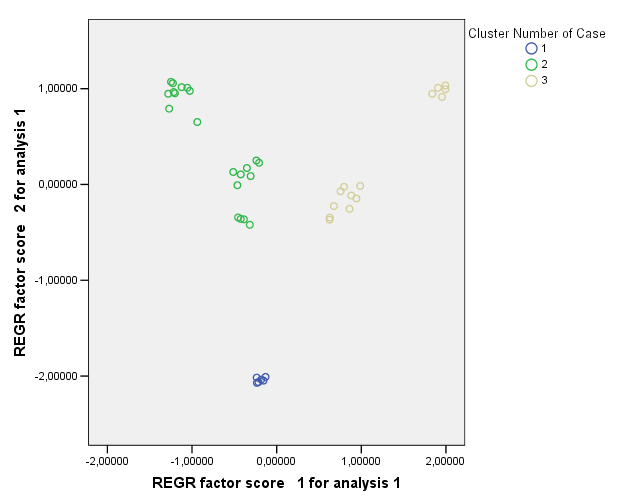 Cluster Number of Case
1
2
3
1,00000
0,00000
-1,00000
-2,00000
REGR factor score 2 for analysis 1
-2,00000 -1,00000 0,00000 1,00000 2,00000
REGR factor score 1 for analysis 1